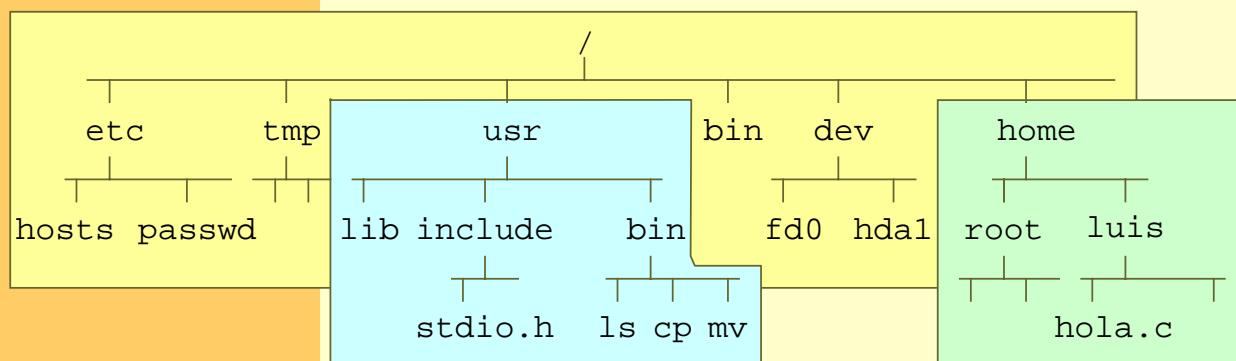 /
etc tmp usr bin dev home
hosts passwd lib include bin fd0 hda1 root luis
stdio.h ls cp mv hola.c